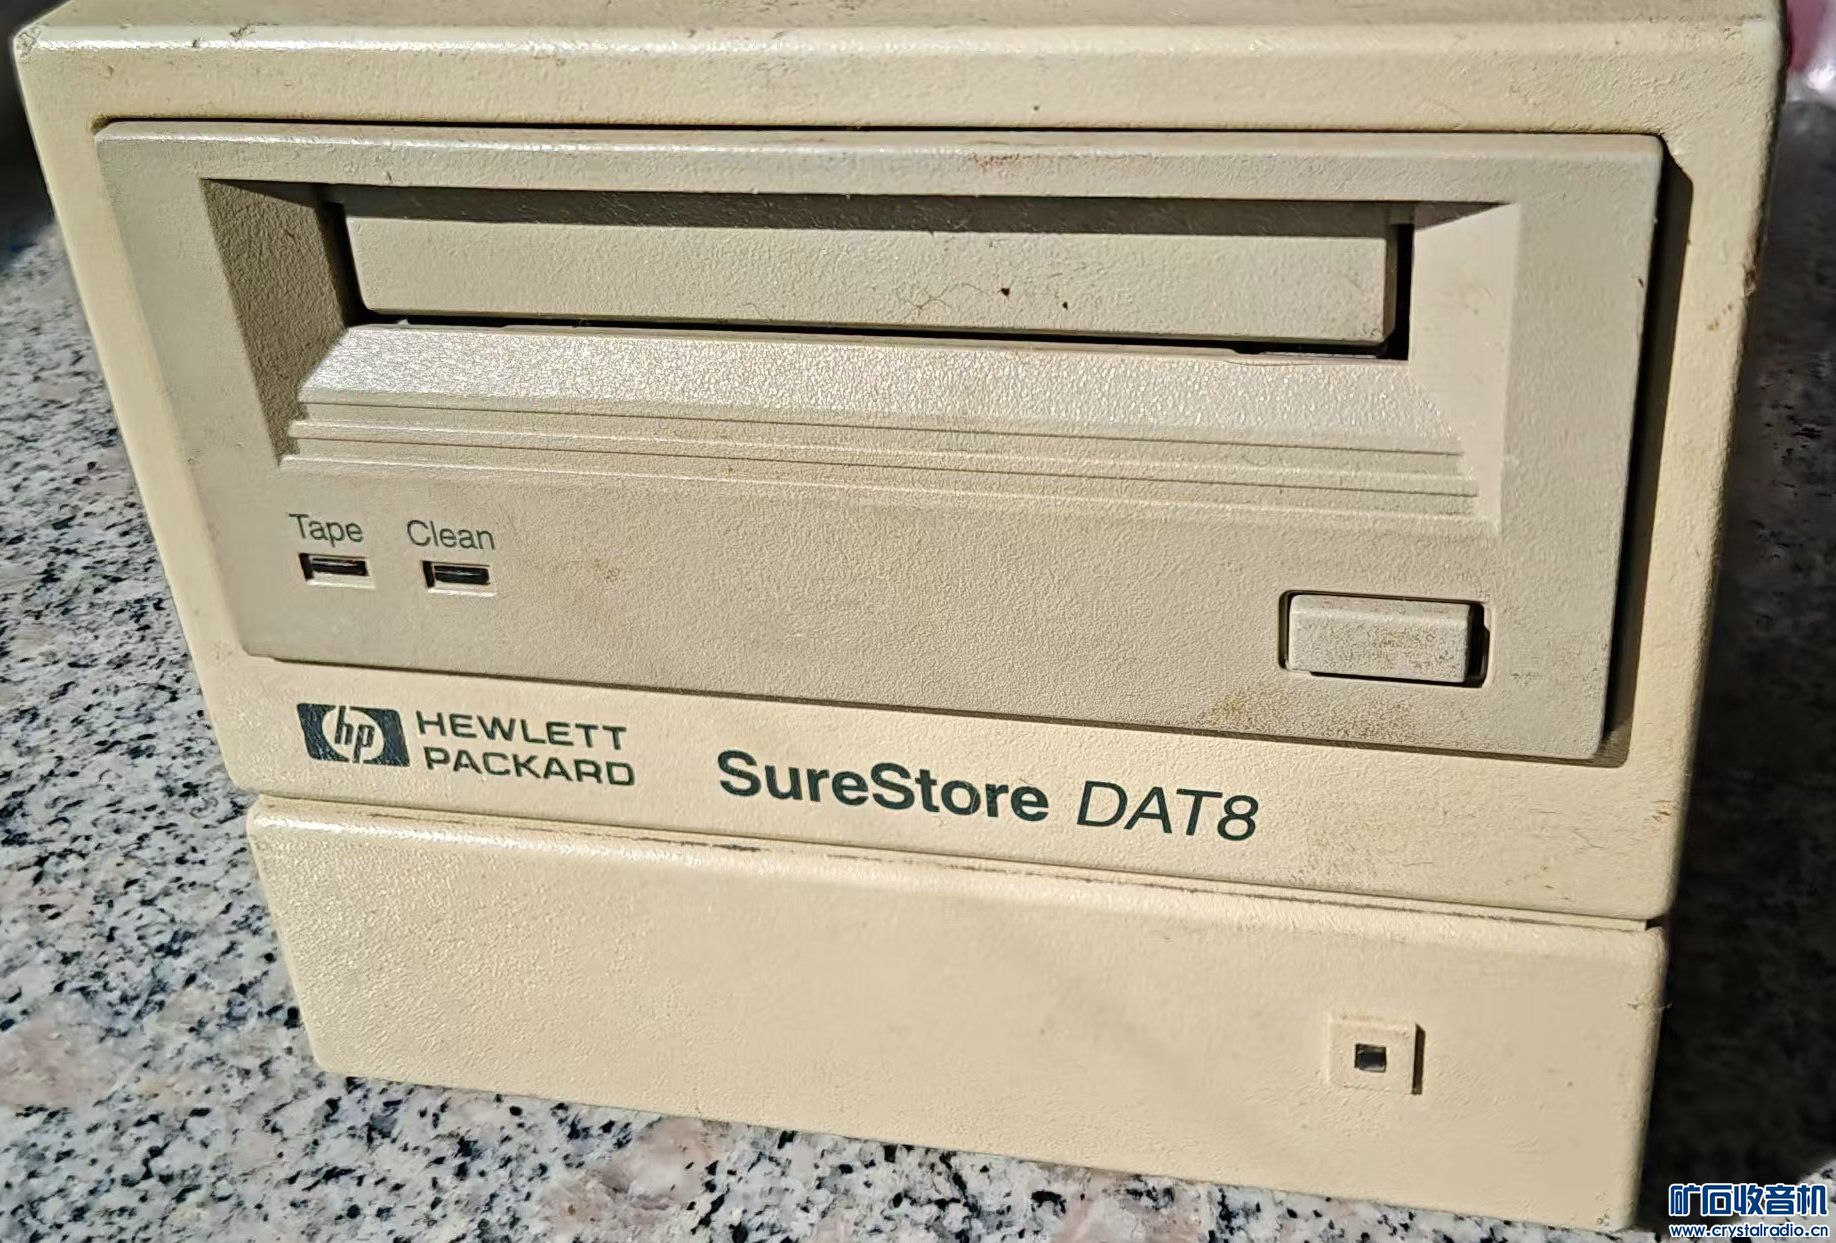 Tape Clean
hp HEWLETT
PACKARD
SureStore DAT8
矿石收音机
www.crystalradio.cn